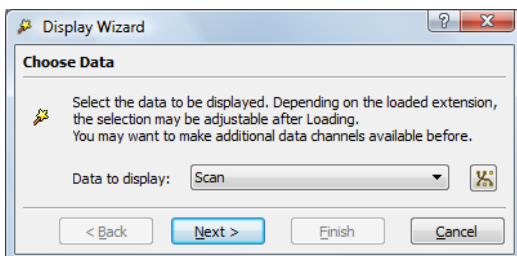 Display Wizard
Choose Data
Select the data to be displayed. Depending on the loaded extension,
the selection may be adjustable after Loading.
You may want to make additional data channels available before.
Data to display: Scan
< Back Next > Finish Cancel